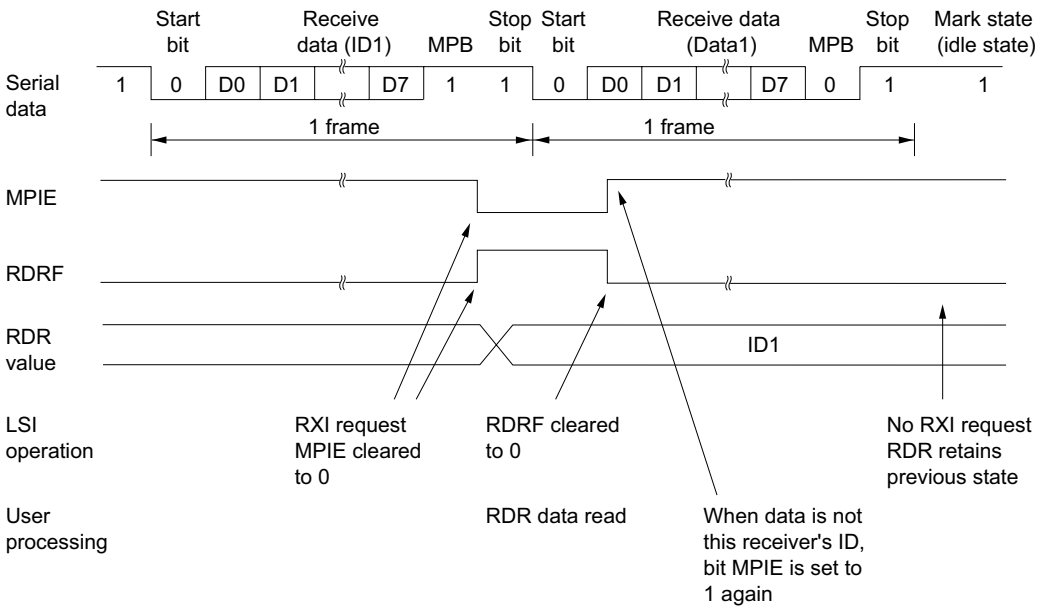 Start bit
Receive data (ID1)
MPB
Stop bit
Start bit
Receive data (Data1)
MPB
Stop bit
Mark state (idle state)
Serial data
1 0 D0 D1 D7 1 1 0 D0 D1 D7 0 1 1
1 frame 1 frame
MPIE
RDRF
RDR value
ID1
LSI operation
RXI request
MPIE cleared
to 0
RDRF cleared
to 0
No RXI request
RDR retains
previous state
User processing
RDR data read
When data is not
this receiver's ID,
bit MPIE is set to
1 again